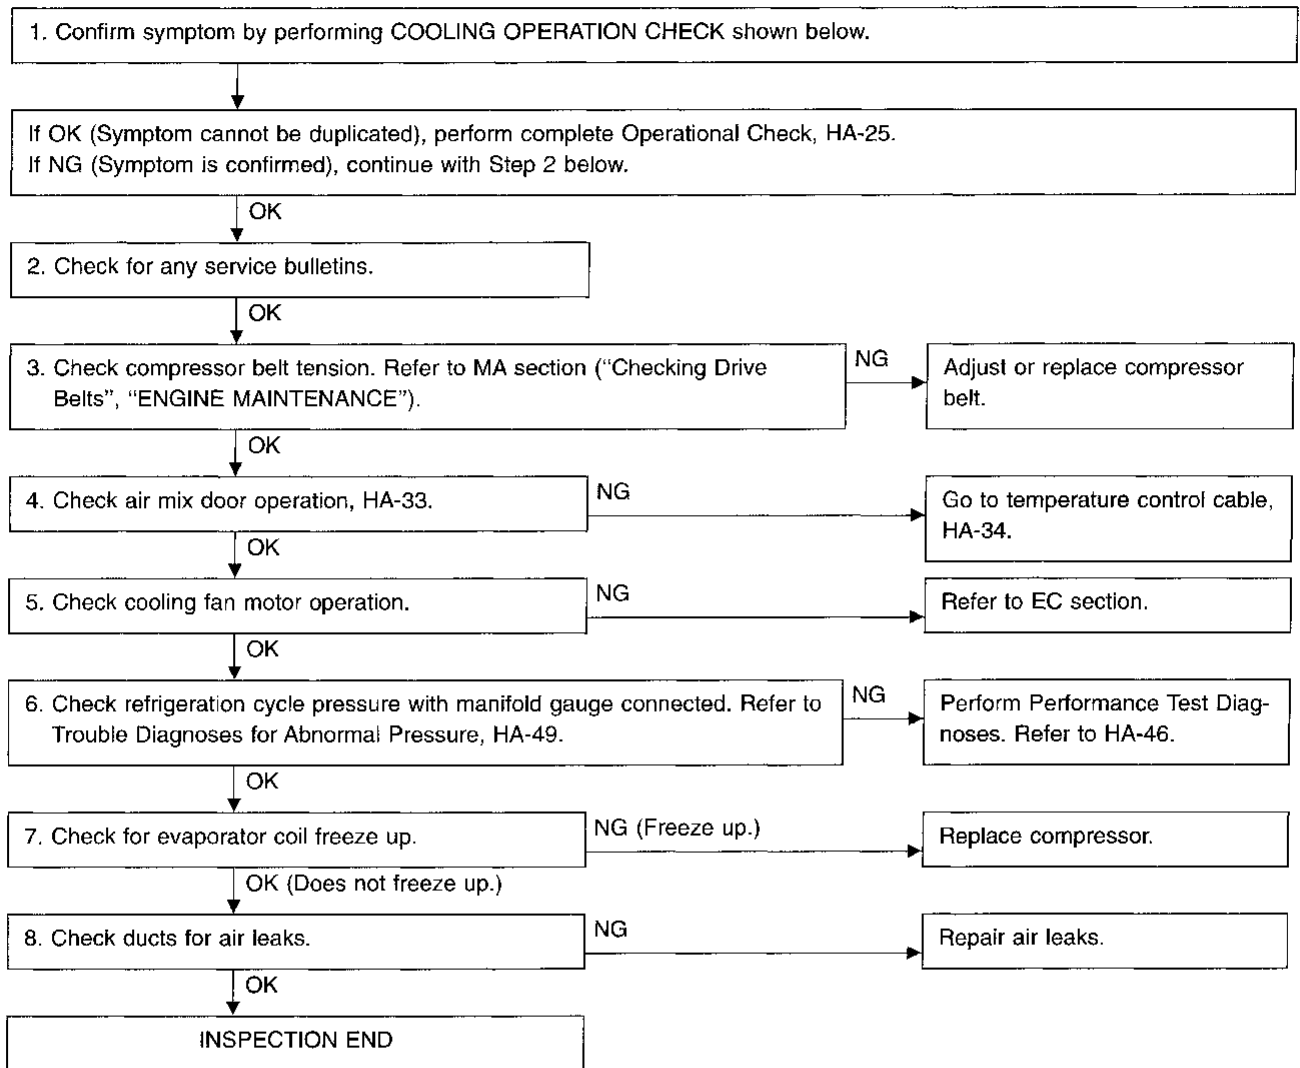 1. Confirm symptom by performing COOLING OPERATION CHECK shown below.
If OK (Symptom cannot be duplicated), perform complete Operational Check, HA-25.
If NG (Symptom is confirmed), continue with Step 2 below.
OK
2. Check for any service bulletins.
OK
3. Check compressor belt tension. Refer to MA section (“Checking Drive
Belts”, “ENGINE MAINTENANCE”).
NG
Adjust or replace compressor
belt.
OK
4. Check air mix door operation, HA-33.
NG
Go to temperature control cable,
HA-34.
OK
5. Check cooling fan motor operation.
NG
Refer to EC section.
OK
6. Check refrigeration cycle pressure with manifold gauge connected. Refer to
Trouble Diagnoses for Abnormal Pressure, HA-49.
NG
Perform Performance Test Diag-
noses. Refer to HA-46.
OK
7. Check for evaporator coil freeze up.
NG (Freeze up.)
Replace compressor.
OK (Does not freeze up.)
8. Check ducts for air leaks.
NG
Repair air leaks.
OK
INSPECTION END